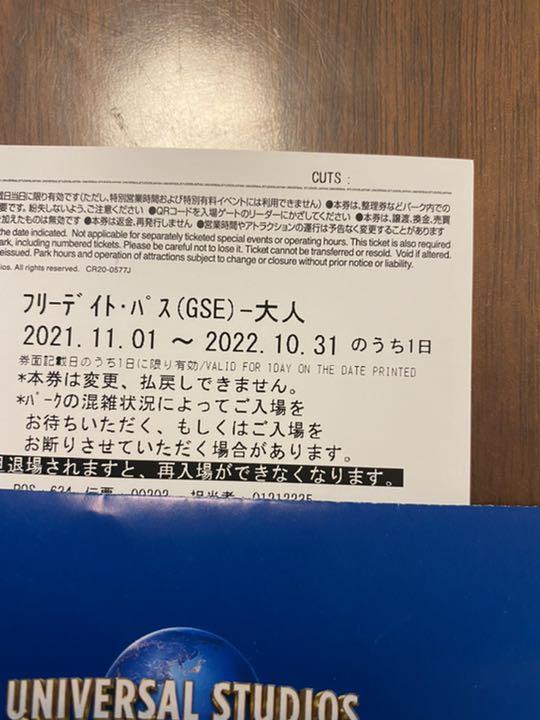 CUTS :
載日当日に限り有効です(ただし、特別営業時間および特別有料イベントには利用できません) ●本券は、整理券などパーク内での
要です。紛失しないよう、ご注意ください ●QRコードを入場ゲートのリーダーにかざしてください ●本券は、譲渡、換金、売買
を加えたものは無効です ●本券は返金、再発行しません ●営業時間やアトラクションの運行は予告なく変更することがあります
the date indicated. Not applicable for separately ticketed special events or operating hours. This ticket is also required
ark, including numbered tickets. Please be careful not to lose it. Ticket cannot be transferred or resold. Void if altered.
eissued. Park hours and operation of attractions subject to change or closure without prior notice or liability.
ios. All rights reserved. CR20-0577J
フリーデイト・パス(GSE)-大人
2021.11.01 ~ 2022.10.31 のうち1日
券面記載日のうち1日に限り有効/VALID FOR 1DAY ON THE DATE PRINTED
*本券は変更、払戻しできません。
*パークの混雑状況によってご入場を
お待ちいただく、もしくはご入場を
お断りさせていただく場合があります。
旦退場されますと、再入場ができなくなります。
POS 624 伝票 00203 担当者 01212235
UNIVERSAL STUDIOS